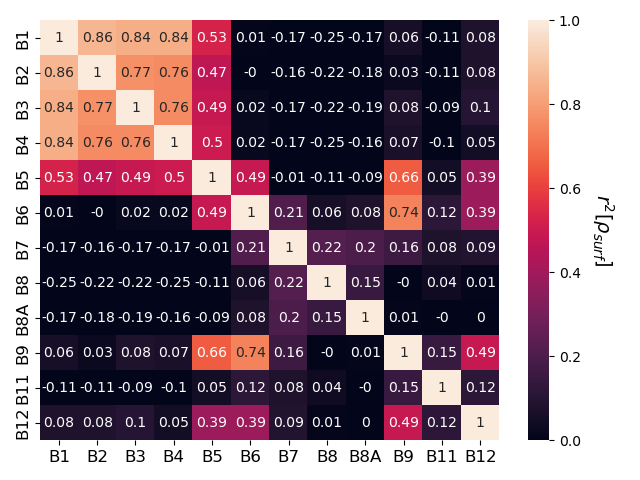 B1 1 0.86 0.84 0.84 0.53 0.01 -0.17 -0.25 -0.17 0.06 -0.11 0.08
B2 0.86 1 0.77 0.76 0.47 -0 -0.16 -0.22 -0.18 0.03 -0.11 0.08
B3 0.84 0.77 1 0.76 0.49 0.02 -0.17 -0.22 -0.19 0.08 -0.09 0.1
B4 0.84 0.76 0.76 1 0.5 0.02 -0.17 -0.25 -0.16 0.07 -0.1 0.05
B5 0.53 0.47 0.49 0.5 1 0.49 -0.01 -0.11 -0.09 0.66 0.05 0.39
B6 0.01 -0 0.02 0.02 0.49 1 0.21 0.06 0.08 0.74 0.12 0.39
B7 -0.17 -0.16 -0.17 -0.17 -0.01 0.21 1 0.22 0.2 0.16 0.08 0.09
B8 -0.25 -0.22 -0.22 -0.25 -0.11 0.06 0.22 1 0.15 -0 0.04 0.01
B8A -0.17 -0.18 -0.19 -0.16 -0.09 0.08 0.2 0.15 1 0.01 -0 0
B9 0.06 0.03 0.08 0.07 0.66 0.74 0.16 -0 0.01 1 0.15 0.49
B11 -0.11 -0.11 -0.09 -0.1 0.05 0.12 0.08 0.04 -0 0.15 1 0.12
B12 0.08 0.08 0.1 0.05 0.39 0.39 0.09 0.01 0 0.49 0.12 1
B1 B2 B3 B4 B5 B6 B7 B8 B8A B9 B11 B12
1.0
0.8
0.6
0.4
0.2
0.0
r²[ρsurf]